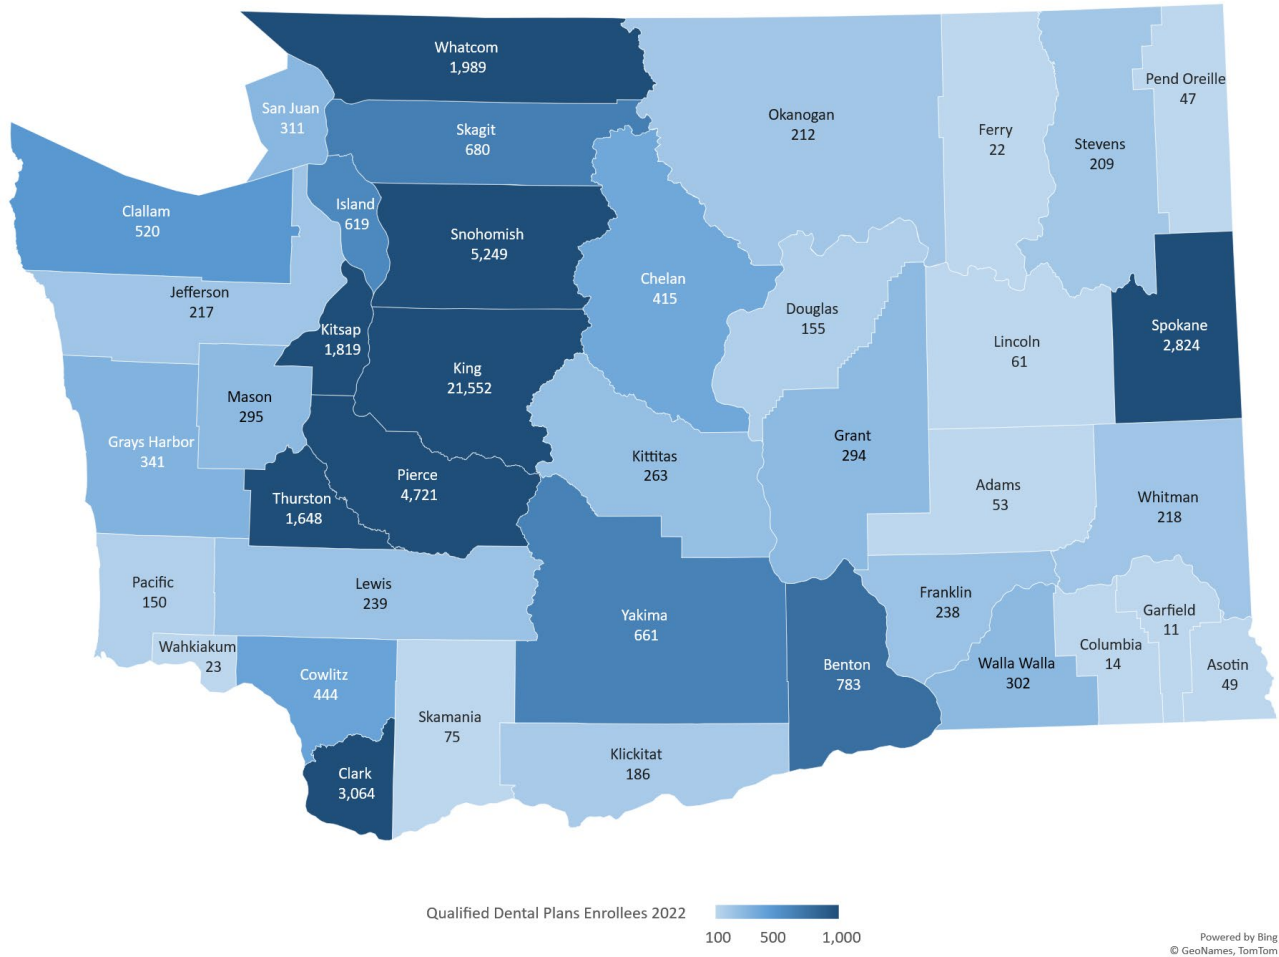 Whatcom
1,989
San Juan
311
Skagit
680
Okanogan
212
Ferry
22
Stevens
209
Pend Oreille
47
Clallam
520
Island
619
Snohomish
5,249
Chelan
415
Jefferson
217
Kitsap
1,819
King
21,552
Douglas
155
Lincoln
61
Spokane
2,824
Mason
295
Grays Harbor
341
Kittitas
263
Grant
294
Pierce
4,721
Thurston
1,648
Adams
53
Whitman
218
Pacific
150
Lewis
239
Yakima
661
Franklin
238
Garfield
11
Wahkiakum
23
Cowlitz
444
Benton
783
Walla Walla
302
Columbia
14
Asotin
49
Skamania
75
Klickitat
186
Clark
3,064
Qualified Dental Plans Enrollees 2022
100 500 1,000
Powered by Bing
© GeoNames, TomTom